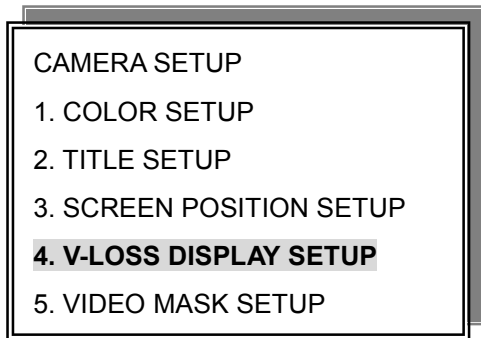 CAMERA SETUP
1. COLOR SETUP
2. TITLE SETUP
3. SCREEN POSITION SETUP
4. V-LOSS DISPLAY SETUP
5. VIDEO MASK SETUP